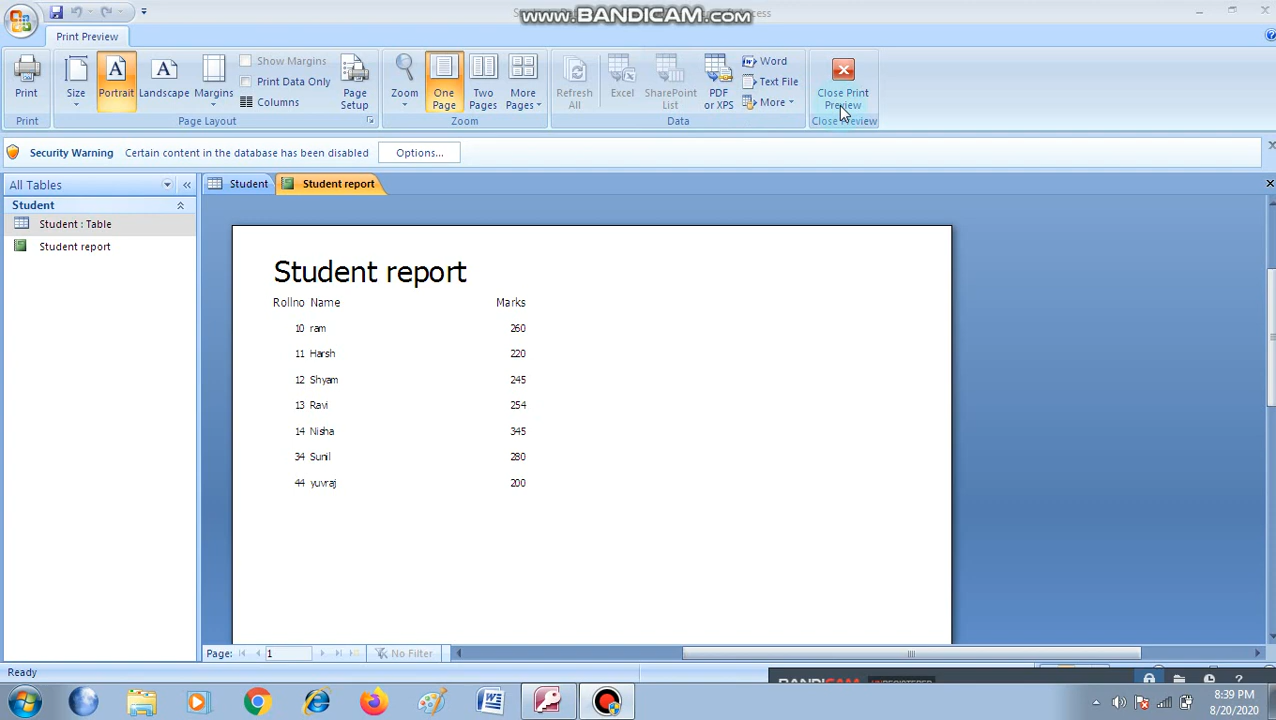 www.BANDICAM.com
Print Preview
Print
Size
Portrait
Landscape
Margins
Show Margins
Print Data Only
Columns
Page Setup
Zoom
One Page
Two Pages
More Pages
Refresh All
Excel
SharePoint List
PDF or XPS
Word
Text File
More
Close Print Preview
Print
Page Layout
Zoom
Data
Close Preview
Security Warning Certain content in the database has been disabled Options...
All Tables
Student
Student report
Student
Student : Table
Student report
Student report
Rollno Name Marks
10 ram 260
11 Harsh 220
12 Shyam 245
13 Ravi 254
14 Nisha 345
34 Sunil 280
44 yuvraj 200
Page: 1 No Filter
Ready
8:39 PM
8/20/2020